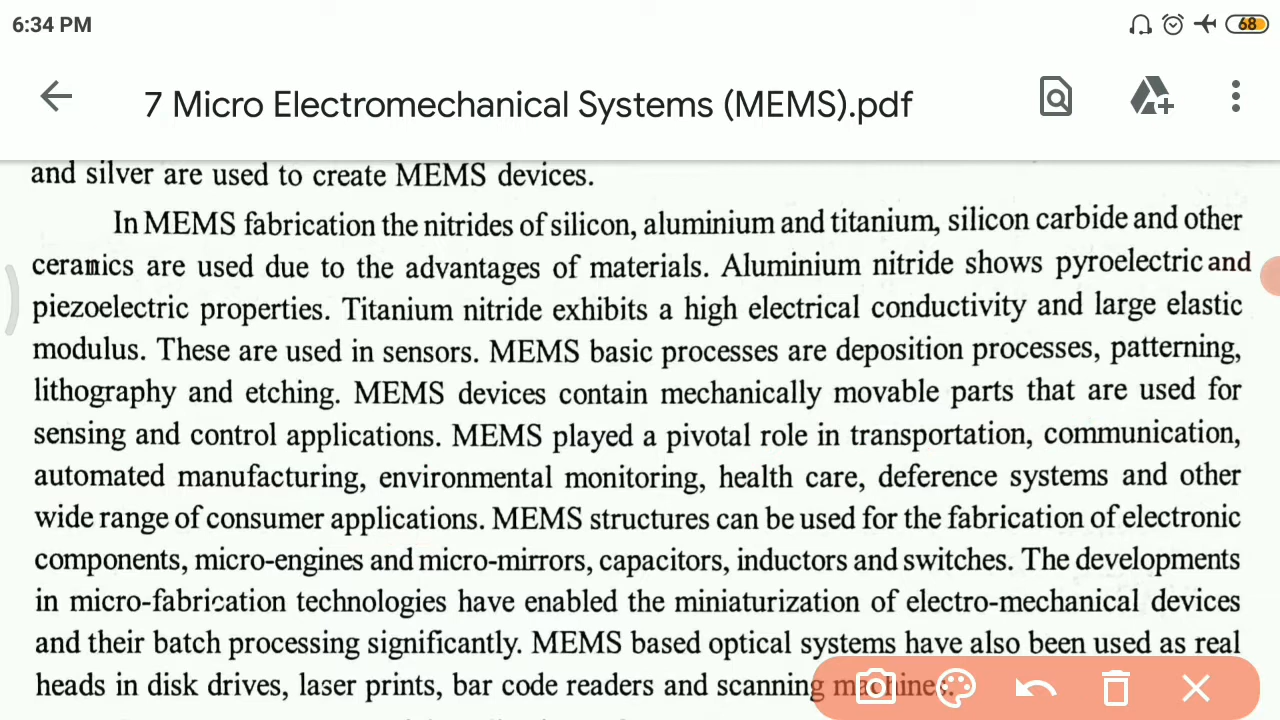 6:34 PM
68
7 Micro Electromechanical Systems (MEMS).pdf
and silver are used to create MEMS devices.
In MEMS fabrication the nitrides of silicon, aluminium and titanium, silicon carbide and other
ceramics are used due to the advantages of materials. Aluminium nitride shows pyroelectric and
piezoelectric properties. Titanium nitride exhibits a high electrical conductivity and large elastic
modulus. These are used in sensors. MEMS basic processes are deposition processes, patterning,
lithography and etching. MEMS devices contain mechanically movable parts that are used for
sensing and control applications. MEMS played a pivotal role in transportation, communication,
automated manufacturing, environmental monitoring, health care, deference systems and other
wide range of consumer applications. MEMS structures can be used for the fabrication of electronic
components, micro-engines and micro-mirrors, capacitors, inductors and switches. The developments
in micro-fabrication technologies have enabled the miniaturization of electro-mechanical devices
and their batch processing significantly. MEMS based optical systems have also been used as real
heads in disk drives, laser prints, bar code readers and scanning machines.